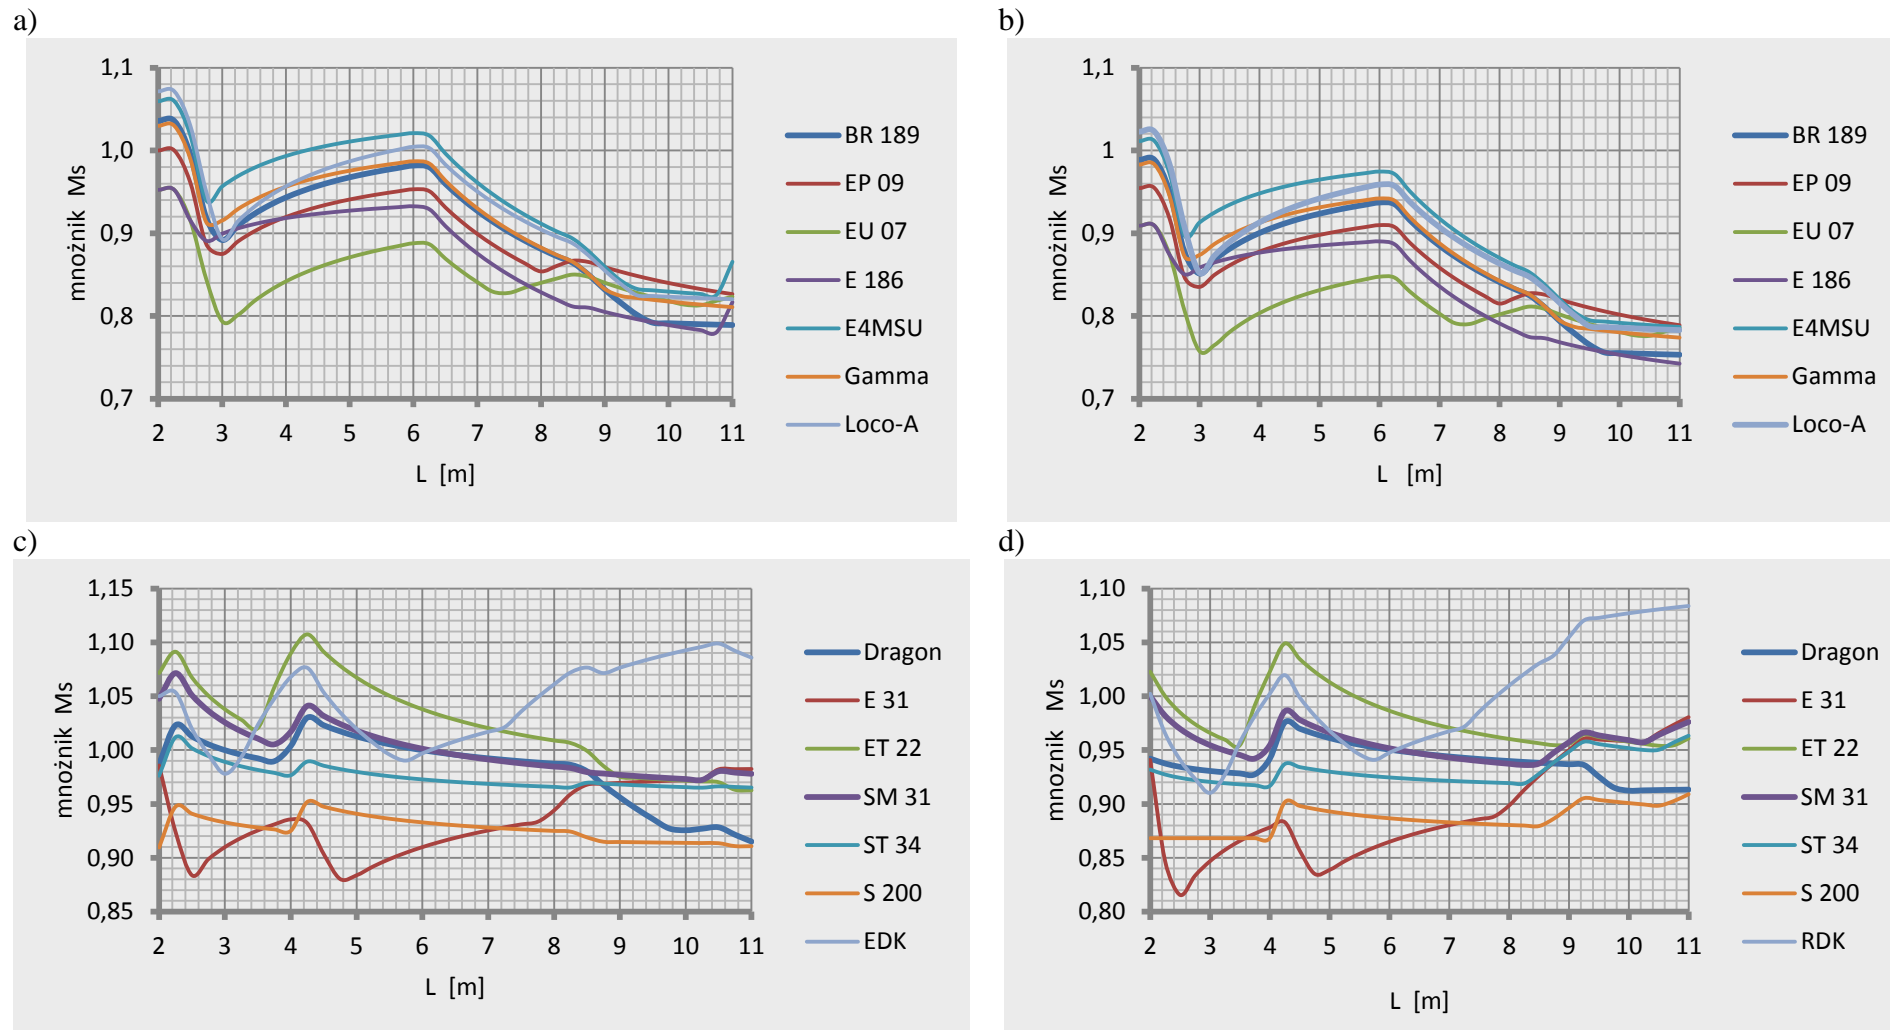 a)
1,1
1,0
0,9
0,8
0,7
mnożnik Ms
2 3 4 5 6 7 8 9 10 11
L [m]
BR 189
EP 09
EU 07
E 186
E4MSU
Gamma
Loco-A
b)
1,1
1
0,9
0,8
0,7
mnożnik Ms
2 3 4 5 6 7 8 9 10 11
L [m]
BR 189
EP 09
EU 07
E 186
E4MSU
Gamma
Loco-A
c)
1,15
1,10
1,05
1,00
0,95
0,90
0,85
mnożnik Ms
2 3 4 5 6 7 8 9 10 11
L [m]
Dragon
E 31
ET 22
SM 31
ST 34
S 200
EDK
d)
1,10
1,05
1,00
0,95
0,90
0,85
0,80
mnożnik Ms
2 3 4 5 6 7 8 9 10 11
L [m]
Dragon
E 31
ET 22
SM 31
ST 34
S 200
RDK